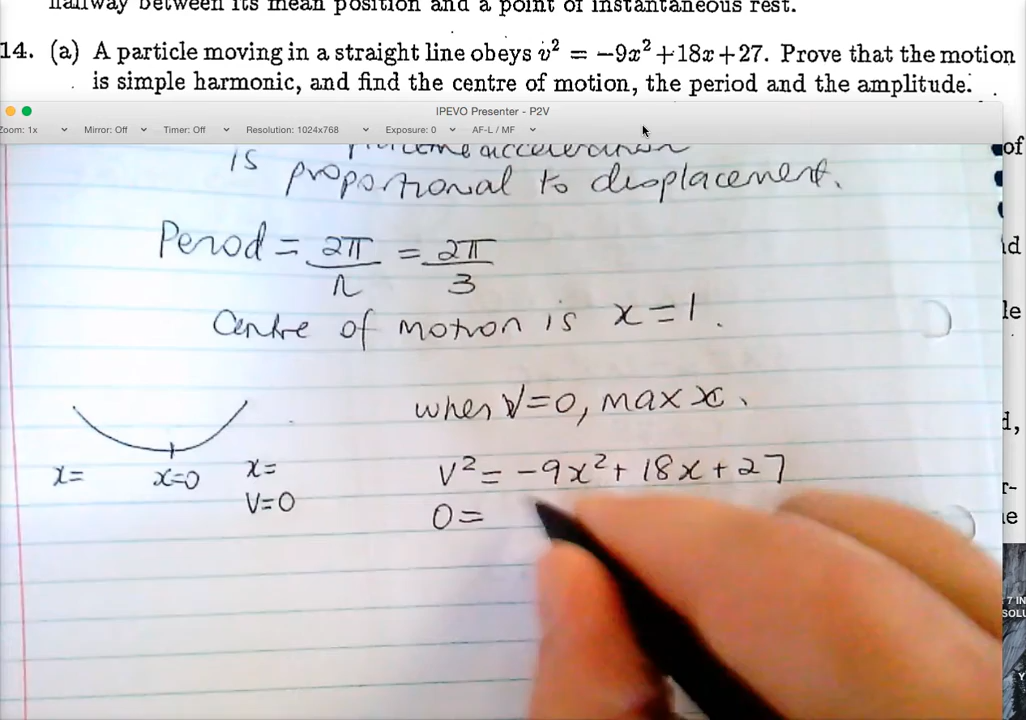 halfway between its mean position and a point of instantaneous rest.
14. (a) A particle moving in a straight line obeys v² = −9x² + 18x + 27. Prove that the motion
is simple harmonic, and find the centre of motion, the period and the amplitude.
IPEVO Presenter - P2V
Zoom: 1x Mirror: Off Timer: Off Resolution: 1024x768 Exposure: 0 AF-L / MF
of
acceleration
is proportional to displacement.
Period = 2π/n = 2π/3
Centre of motion is x = 1.
when V=0, max x.
x= x=0 x=
V=0
V² = −9x² + 18x + 27
0 =